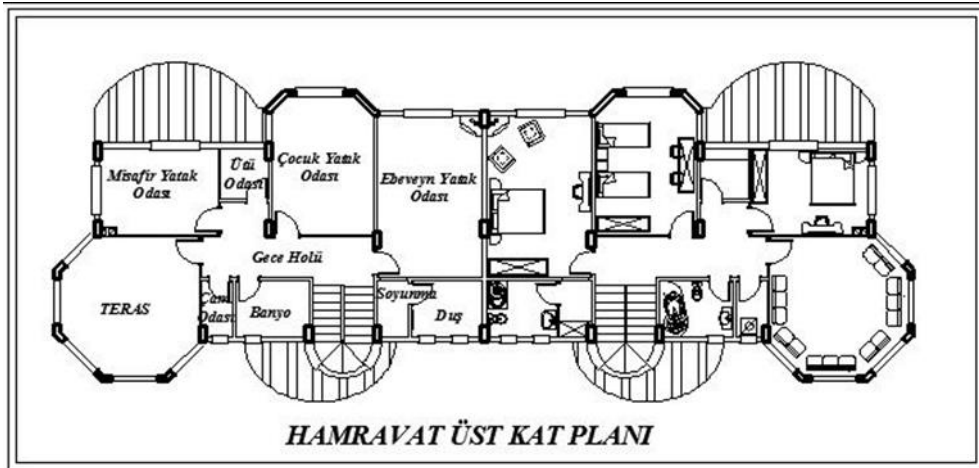 Misafir Yatak
Odası
Ütü
Odası
Çocuk Yatak
Odası
Ebeveyn Yatak
Odası
Gece Holü
TERAS
Çam
Odası
Banyo
Soyunma
Duş
HAMRAVAT ÜST KAT PLANI